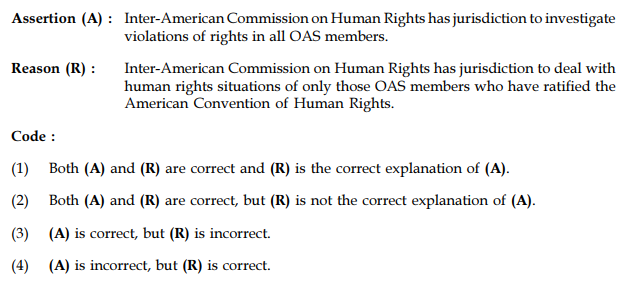 Assertion (A) : Inter-American Commission on Human Rights has jurisdiction to investigate
violations of rights in all OAS members.
Reason (R) : Inter-American Commission on Human Rights has jurisdiction to deal with
human rights situations of only those OAS members who have ratified the
American Convention of Human Rights.
Code :
(1) Both (A) and (R) are correct and (R) is the correct explanation of (A).
(2) Both (A) and (R) are correct, but (R) is not the correct explanation of (A).
(3) (A) is correct, but (R) is incorrect.
(4) (A) is incorrect, but (R) is correct.